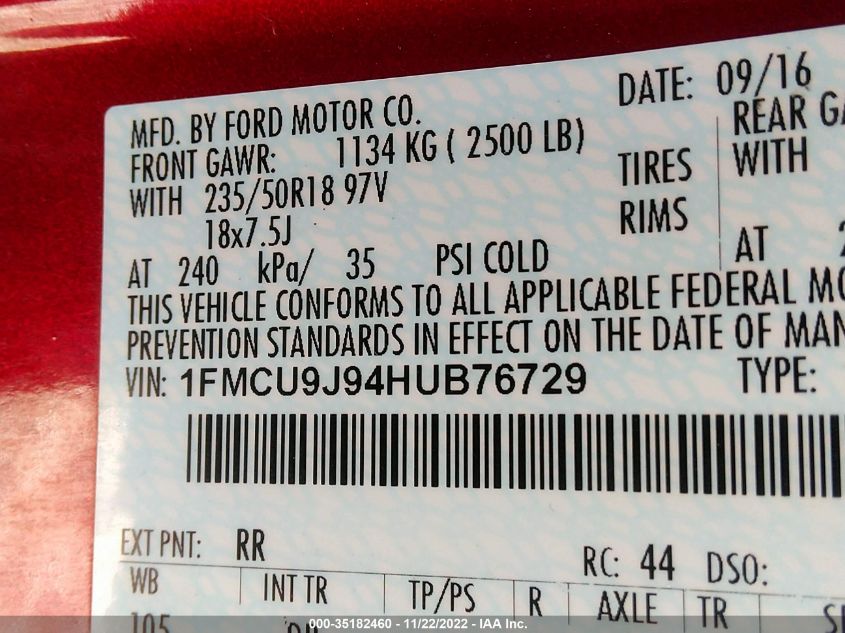 DATE: 09/16
MFD. BY FORD MOTOR CO.
FRONT GAWR: 1134 KG ( 2500 LB) REAR
WITH 235/50R18 97V TIRES WITH
18x7.5J RIMS
AT 240 kPa/ 35 PSI COLD AT
THIS VEHICLE CONFORMS TO ALL APPLICABLE FEDERAL
PREVENTION STANDARDS IN EFFECT ON THE DATE OF
VIN: 1FMCU9J94HUB76729 TYPE:
EXT PNT: RR RC: 44 DSO:
WB INT TR TP/PS R AXLE TR
105
000-35182460 - 11/22/2022 - IAA Inc.